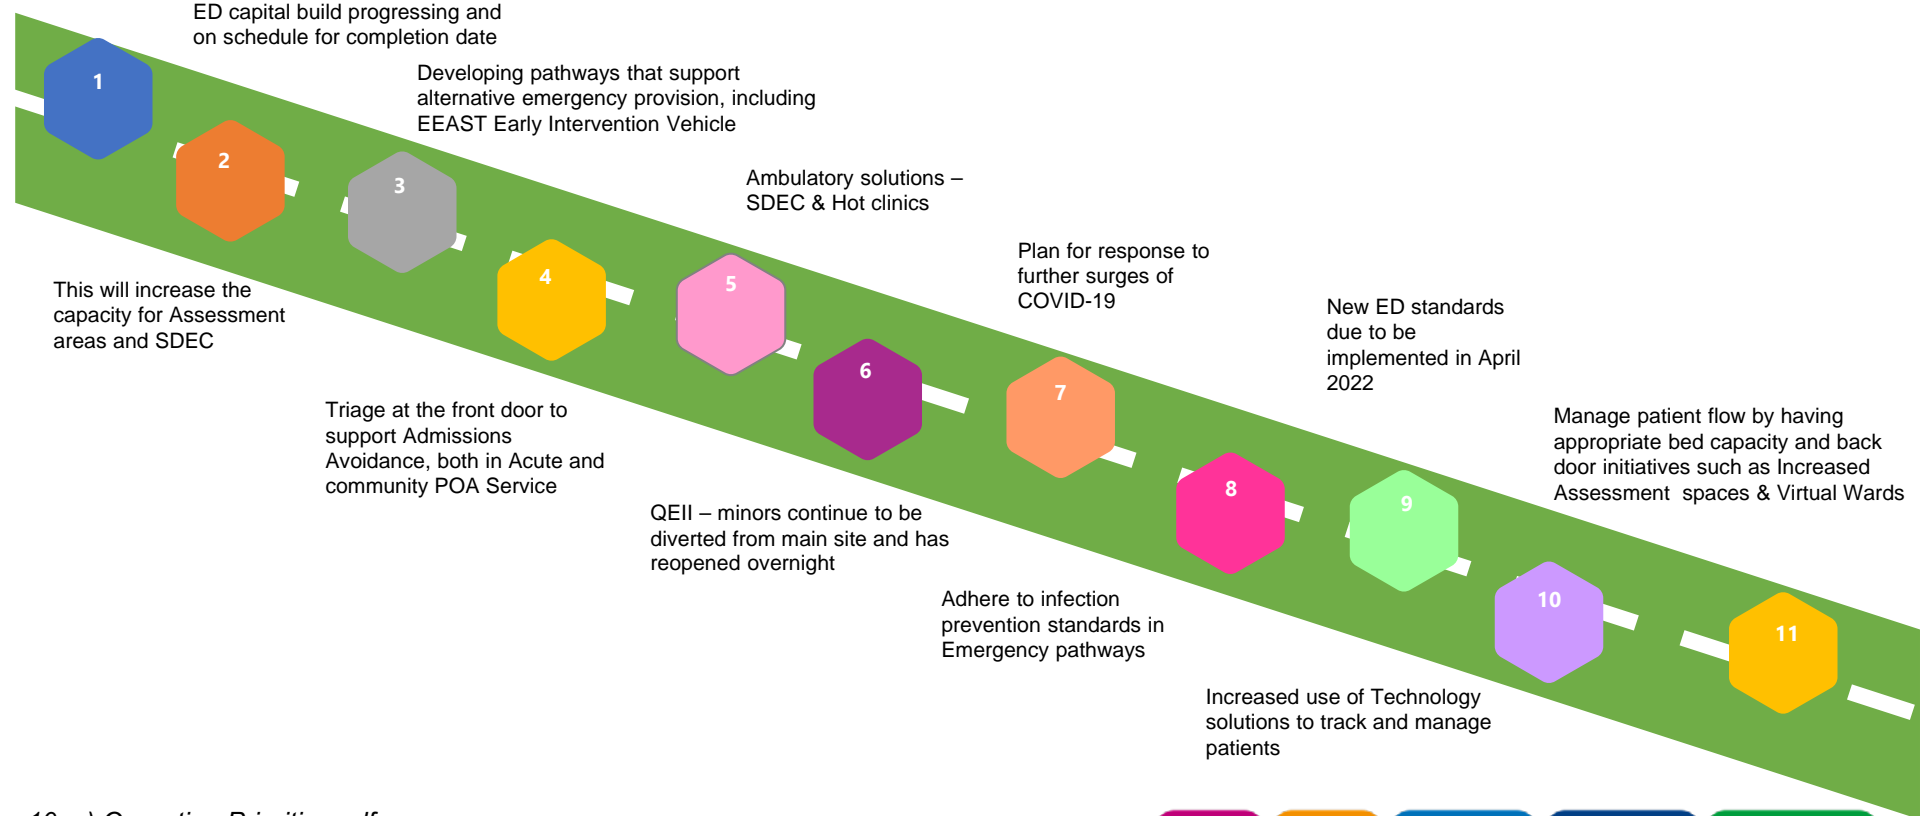 ED capital build progressing and
on schedule for completion date
1
Developing pathways that support
alternative emergency provision, including
EEAST Early Intervention Vehicle
2
3
Ambulatory solutions –
SDEC & Hot clinics
This will increase the
capacity for Assessment
areas and SDEC
4
5
Plan for response to
further surges of
COVID-19
6
7
New ED standards
due to be
implemented in April
2022
Triage at the front door to
support Admissions
Avoidance, both in Acute and
community POA Service
Manage patient flow by having
appropriate bed capacity and back
door initiatives such as Increased
Assessment spaces & Virtual Wards
8
9
QEII – minors continue to be
diverted from main site and has
reopened overnight
10
11
Adhere to infection
prevention standards in
Emergency pathways
Increased use of Technology
solutions to track and manage
patients